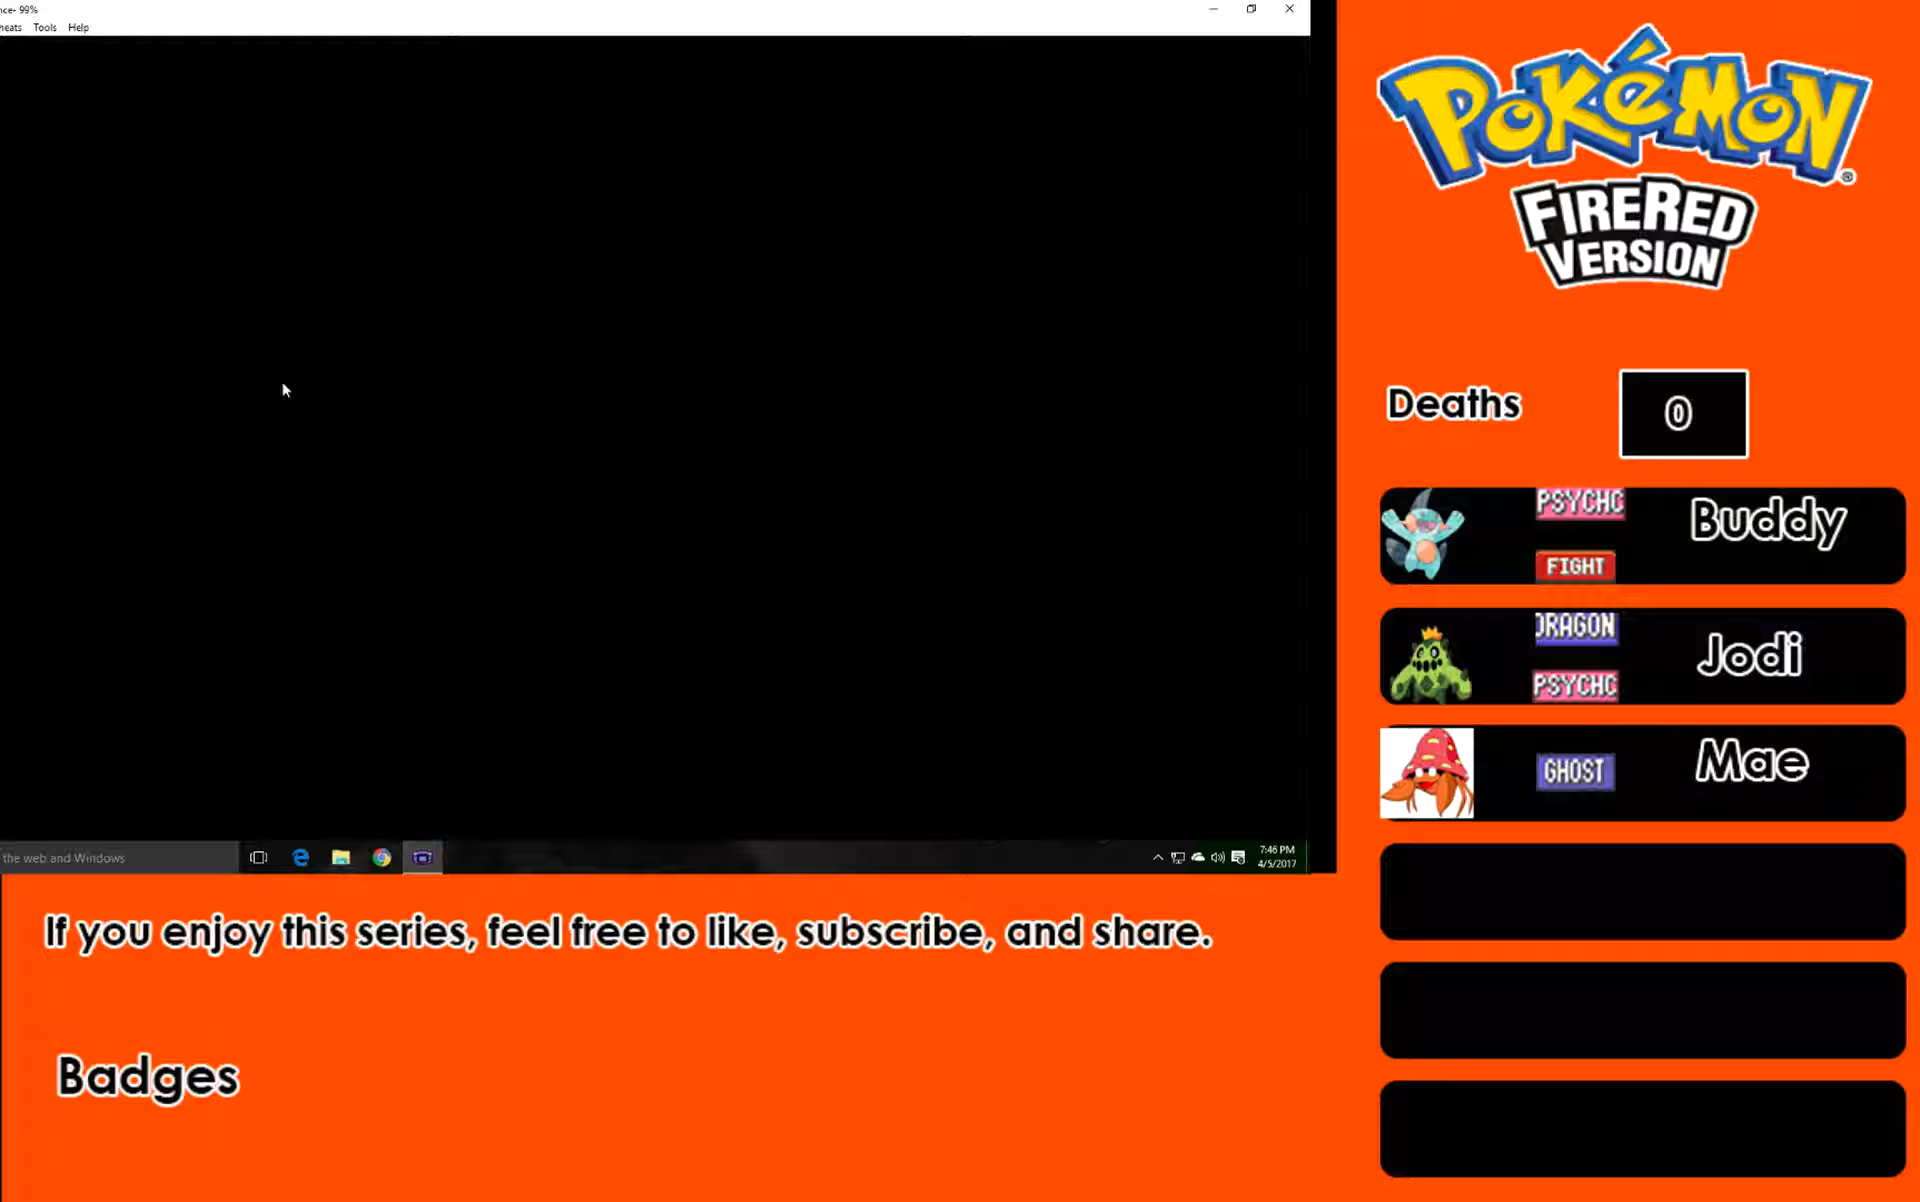 nce- 99%
heats Tools Help
POKéMON
FIRERED
VERSION
Deaths 0
PSYCHC
FIGHT
Buddy
DRAGON
PSYCHC
Jodi
GHOST
Mae
the web and Windows
7:46 PM
4/5/2017
If you enjoy this series, feel free to like, subscribe, and share.
Badges